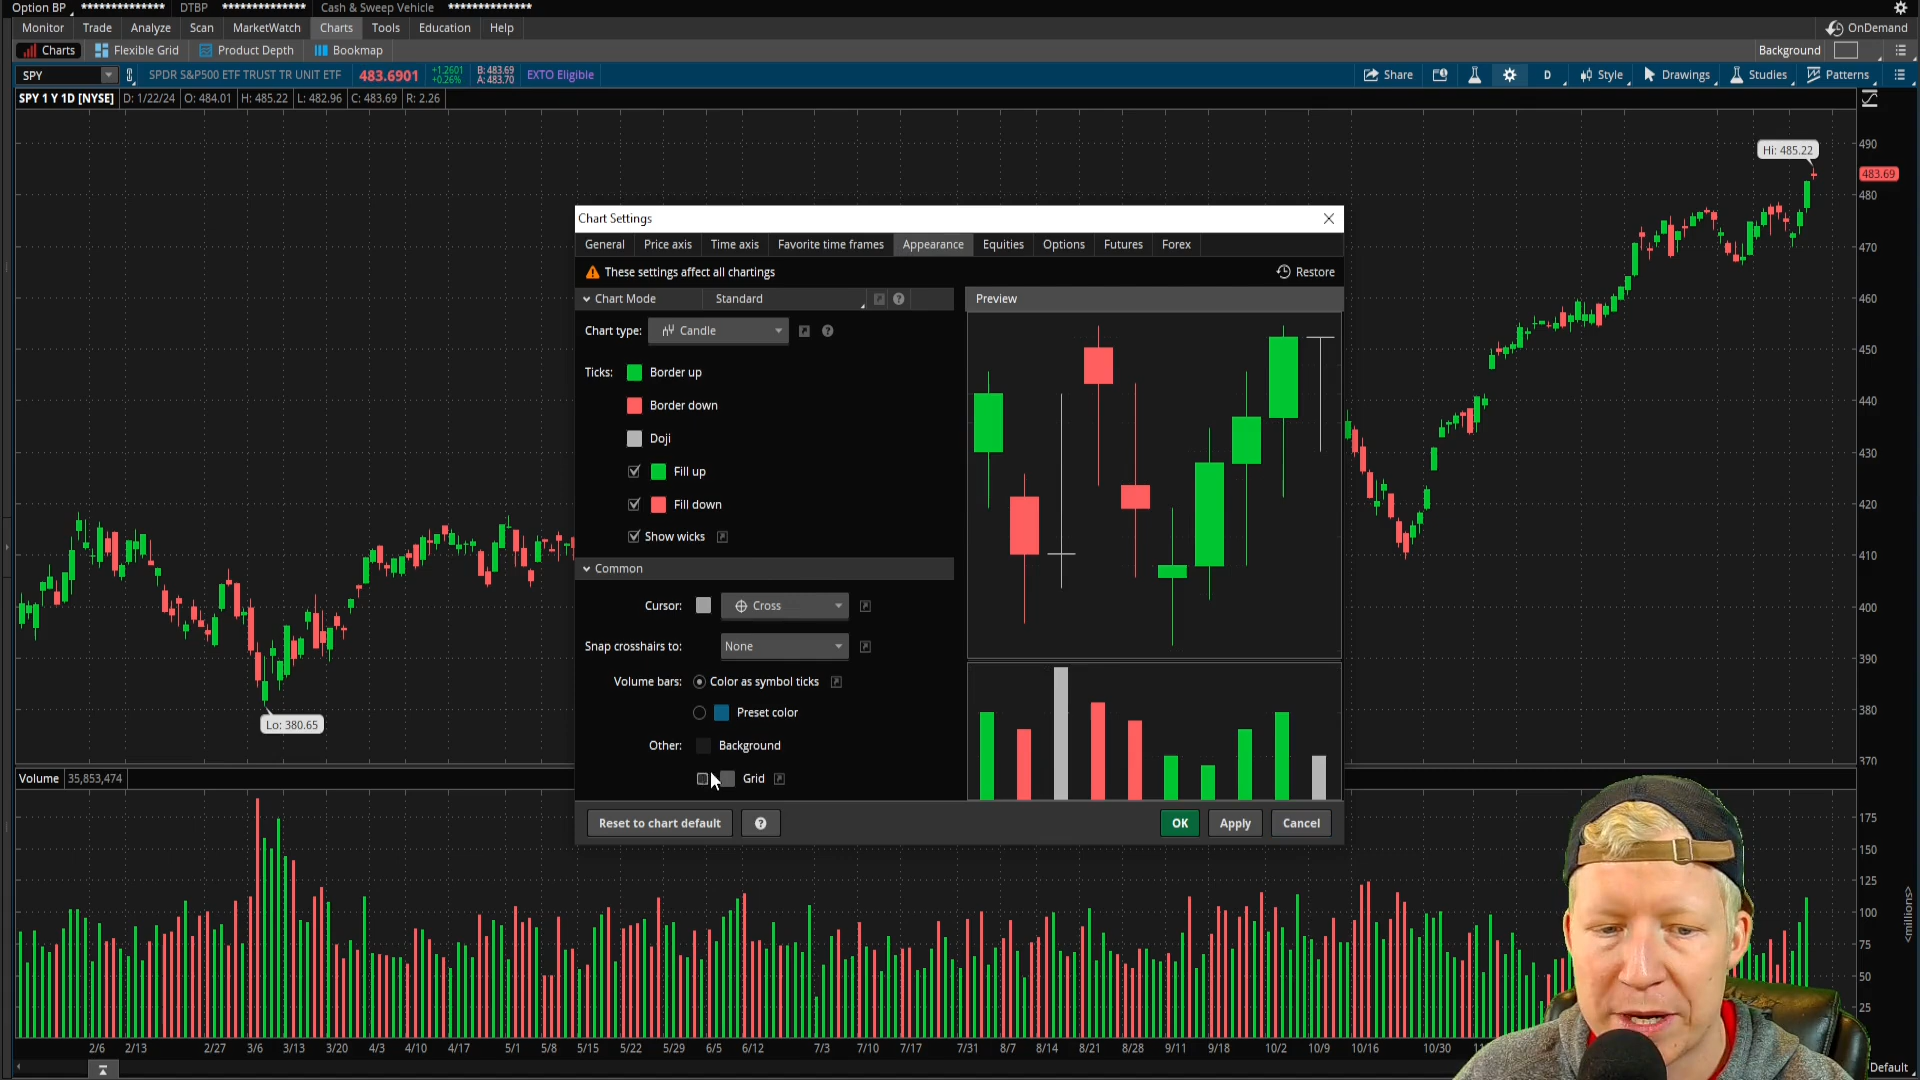 Option BP ************** DTBP ************** Cash & Sweep Vehicle **************
Monitor Trade Analyze Scan MarketWatch Charts Tools Education Help OnDemand
Charts Flexible Grid Product Depth Bookmap Background
SPY SPDR S&P500 ETF TRUST TR UNIT ETF 483.6901 +1.2601 +0.26% B: 483.69 A: 483.70 EXTO Eligible Share D Style Drawings Studies Patterns
SPY 1 Y 1D [NYSE] D: 1/22/24 O: 484.01 H: 485.22 L: 482.96 C: 483.69 R: 2.26
Hi: 485.22
490
483.69
480
470
460
450
440
430
420
410
400
390
380
370
Lo: 380.65
Chart Settings
General Price axis Time axis Favorite time frames Appearance Equities Options Futures Forex
These settings affect all chartings Restore
Chart Mode Standard Preview
Chart type: Candle
Ticks: Border up
Border down
Doji
Fill up
Fill down
Show wicks
Common
Cursor: Cross
Snap crosshairs to: None
Volume bars: Color as symbol ticks
Preset color
Other: Background
Grid
Reset to chart default ? OK Apply Cancel
Volume 35,853,474
175
150
125
100
75
50
25
<millions>
2/6 2/13 2/27 3/6 3/13 3/20 4/3 4/10 4/17 5/1 5/8 5/15 5/22 5/29 6/5 6/12 7/3 7/10 7/17 7/31 8/7 8/14 8/21 8/28 9/11 9/18 10/2 10/9 10/16 10/30
Default